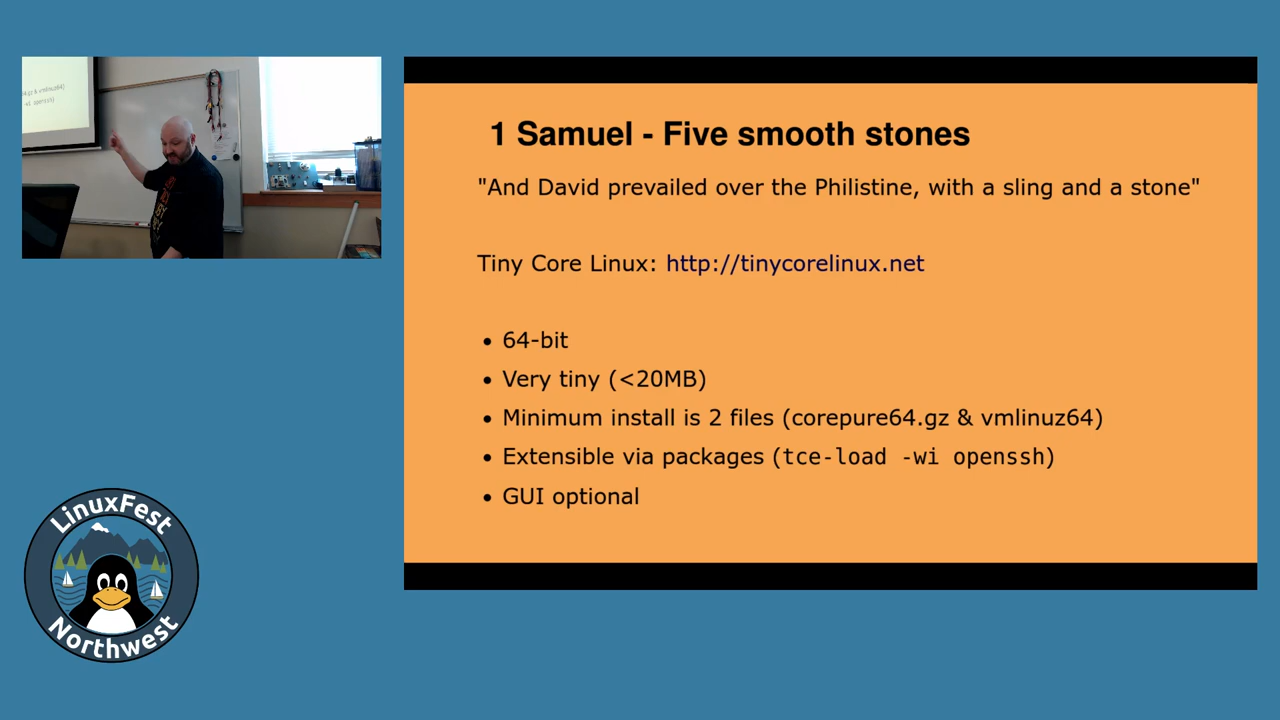 1 Samuel - Five smooth stones
"And David prevailed over the Philistine, with a sling and a stone"
Tiny Core Linux: http://tinycorelinux.net
• 64-bit
• Very tiny (<20MB)
• Minimum install is 2 files (corepure64.gz & vmlinuz64)
• Extensible via packages (tce-load -wi openssh)
• GUI optional
LinuxFest
Northwest